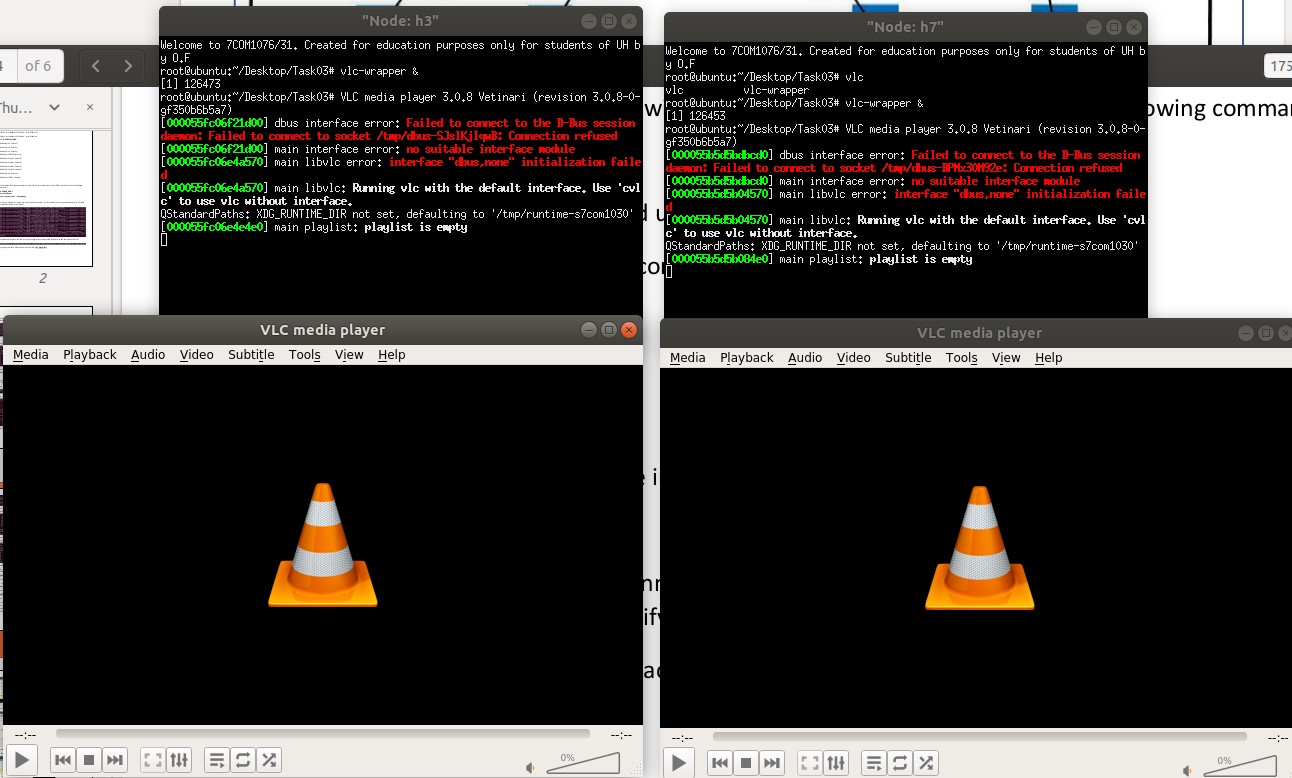 "Node: h3"
Welcome to 7COM1076/31. Created for education purposes only for students of UH b
y O.F
root@ubuntu:~/Desktop/Task03# vlc-wrapper &
[1] 126473
root@ubuntu:~/Desktop/Task03# VLC media player 3.0.8 Vetinari (revision 3.0.8-0-
gf350b6b5a7)
[000055fc06f21d00] dbus interface error: Failed to connect to the D-Bus session
daemon: Failed to connect to socket
Connection refused
[000055fc06f21d00] main interface error: no suitable interface module
[000055fc06e4a570] main libvlc error: interface "dbus,none" initialization faile
d
[000055fc06e4a570] main libvlc: Running vlc with the default interface. Use 'cvl
c' to use vlc without interface.
QStandardPaths: XDG_RUNTIME_DIR not set, defaulting to '/tmp/runtime-s7com1030'
[000055fc06e4e4e0] main playlist: playlist is empty
"Node: h7"
Welcome to 7COM1076/31. Created for education purposes only for students of UH b
y O.F
root@ubuntu:~/Desktop/Task03# vlc
vlc vlc-wrapper
root@ubuntu:~/Desktop/Task03# vlc-wrapper &
[1] 126453
root@ubuntu:~/Desktop/Task03# VLC media player 3.0.8 Vetinari (revision 3.0.8-0-
gf350b6b5a7)
[000055b5d5bdbcd0] dbus interface error: Failed to connect to the D-Bus session
daemon: Failed to connect to socket
Connection refused
[000055b5d5bdbcd0] main interface error: no suitable interface module
[000055b5d5b04570] main libvlc error: interface "dbus,none" initialization faile
d
[000055b5d5b04570] main libvlc: Running vlc with the default interface. Use 'cvl
c' to use vlc without interface.
QStandardPaths: XDG_RUNTIME_DIR not set, defaulting to '/tmp/runtime-s7com1030'
[000055b5d5b084e0] main playlist: playlist is empty
of 6
175
Thu...
2
owing comma
VLC media player
Media Playback Audio Video Subtitle Tools View Help
--:-- --:--
0%
VLC media player
Media Playback Audio Video Subtitle Tools View Help
--:-- --:--
0%